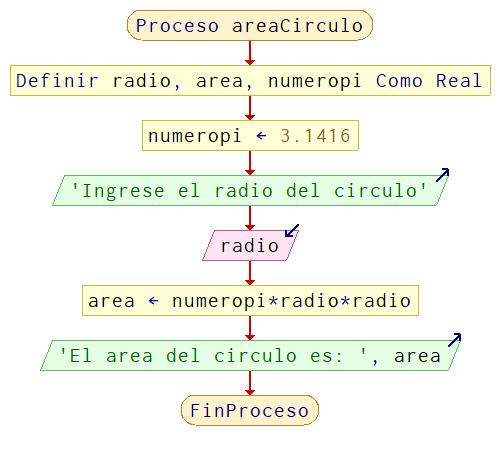 Proceso areaCirculo
Definir radio, area, numeropi Como Real
numeropi ← 3.1416
'Ingrese el radio del circulo'
radio
area ← numeropi*radio*radio
'El area del circulo es: ', area
FinProceso